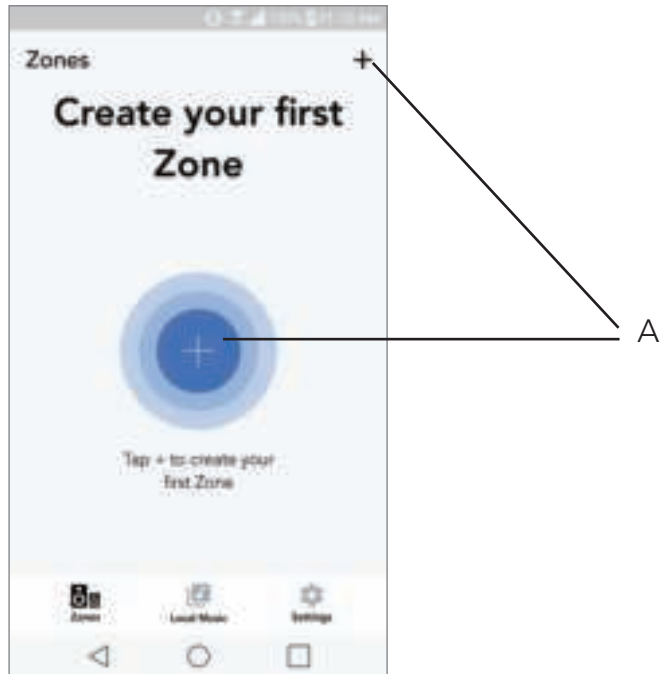 Zones +
Create your first
Zone
A
Tap + to create your
first Zone
Zones Local Music Settings